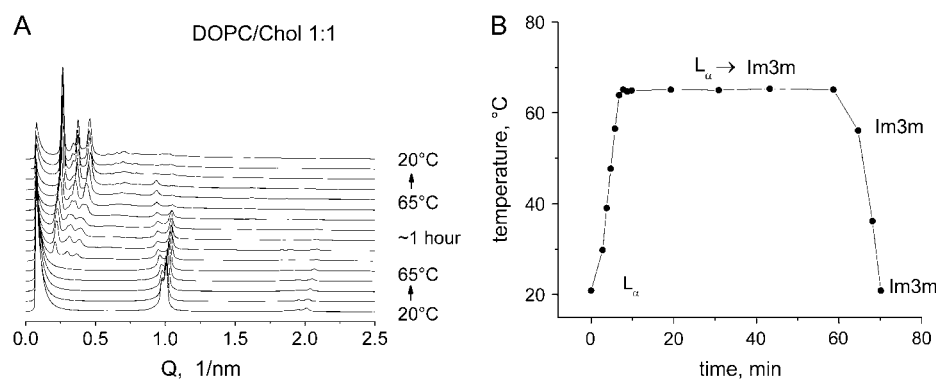 A
DOPC/Chol 1:1
20°C
65°C
~1 hour
65°C
20°C
0.0 0.5 1.0 1.5 2.0 2.5
Q, 1/nm
B
80
60
40
20
temperature, °C
Lα → Im3m
Im3m
Lα
Im3m
0 20 40 60 80
time, min